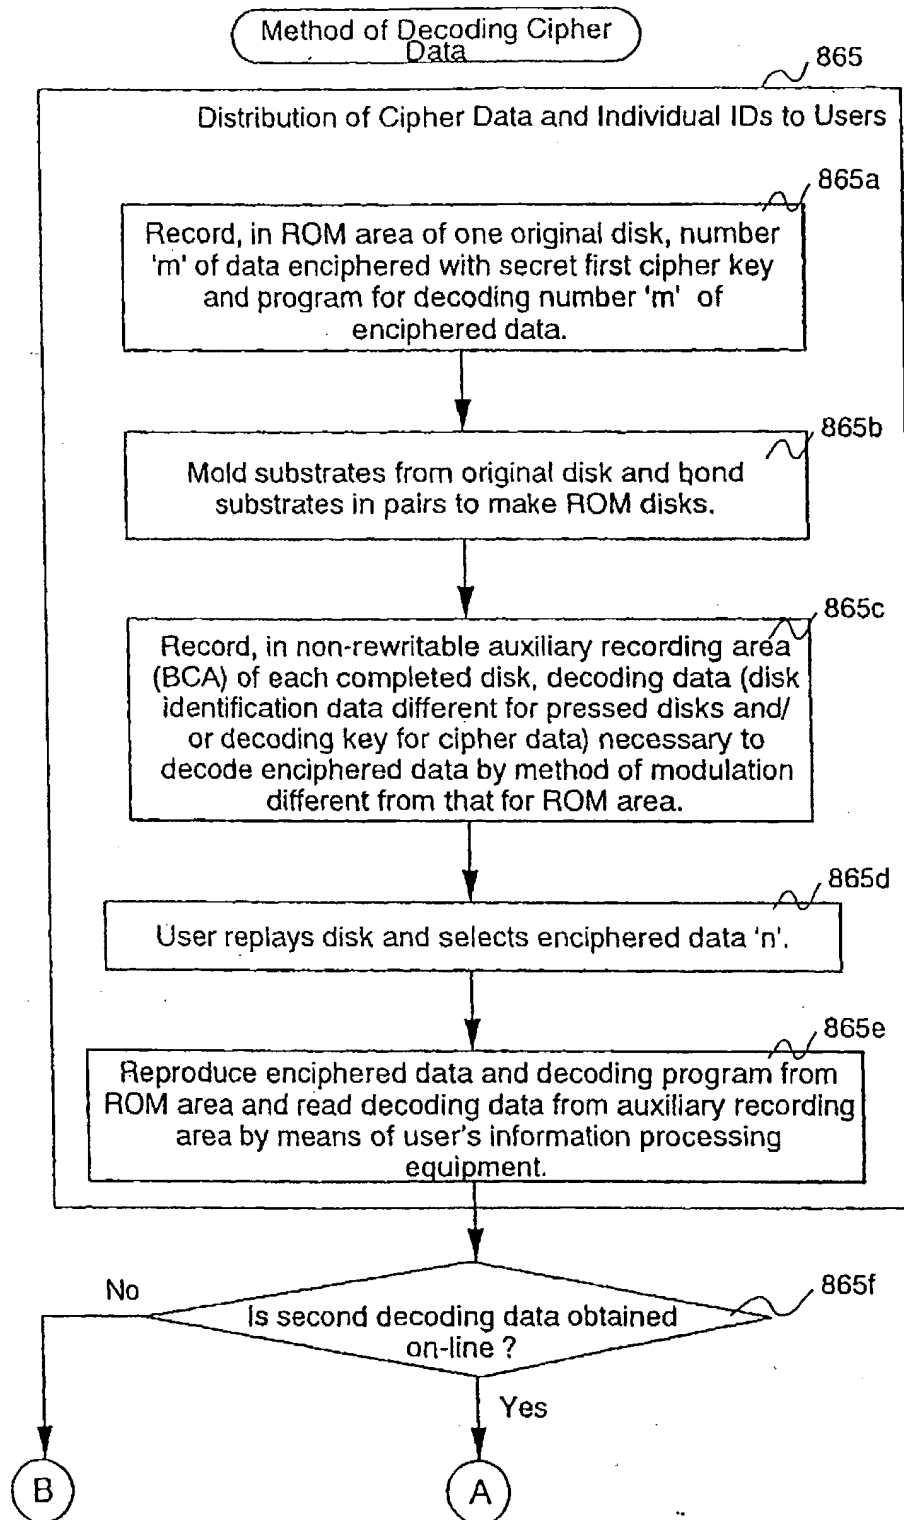 Method of Decoding Cipher
Data
865
Distribution of Cipher Data and Individual IDs to Users
865a
Record, in ROM area of one original disk, number
'm' of data enciphered with secret first cipher key
and program for decoding number 'm' of
enciphered data.
865b
Mold substrates from original disk and bond
substrates in pairs to make ROM disks.
865c
Record, in non-rewritable auxiliary recording area
(BCA) of each completed disk, decoding data (disk
identification data different for pressed disks and/
or decoding key for cipher data) necessary to
decode enciphered data by method of modulation
different from that for ROM area.
865d
User replays disk and selects enciphered data 'n'.
865e
Reproduce enciphered data and decoding program from
ROM area and read decoding data from auxiliary recording
area by means of user's information processing
equipment.
865f
No
Is second decoding data obtained
on-line ?
Yes
B
A